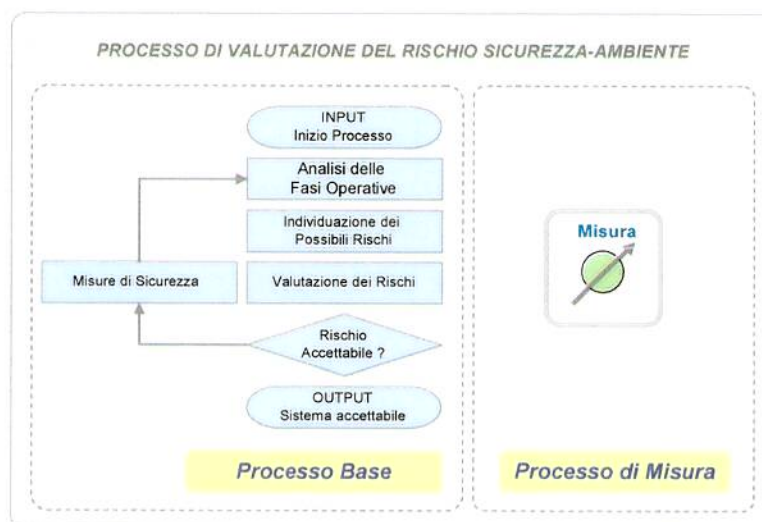 PROCESSO DI VALUTAZIONE DEL RISCHIO SICUREZZA-AMBIENTE
INPUT
Inizio Processo
Analisi delle
Fasi Operative
Individuazione dei
Possibili Rischi
Misure di Sicurezza
Valutazione dei Rischi
Rischio
Accettabile ?
OUTPUT
Sistema accettabile
Processo Base
Misura
Processo di Misura